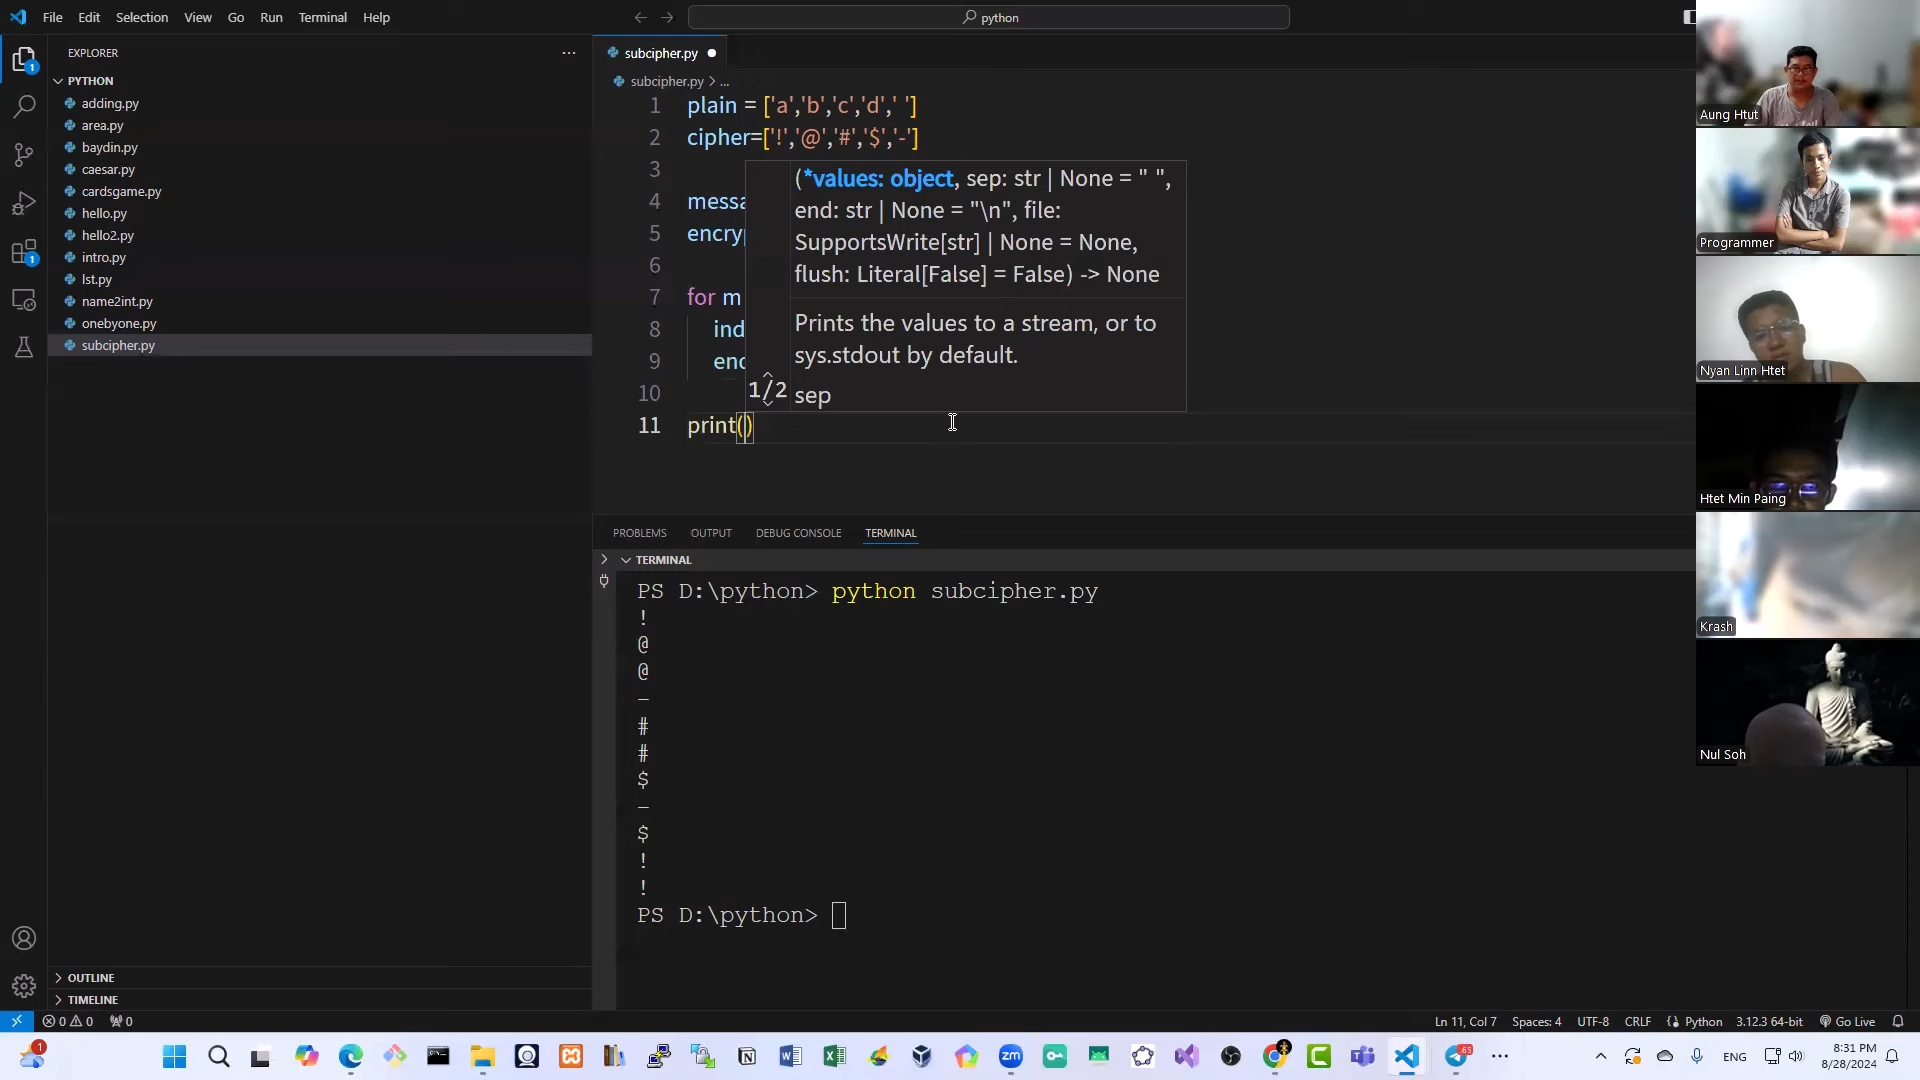 File Edit Selection View Go Run Terminal Help
python
EXPLORER
PYTHON
adding.py
area.py
baydin.py
caesar.py
cardsgame.py
hello.py
hello2.py
intro.py
lst.py
name2int.py
onebyone.py
subcipher.py
OUTLINE
TIMELINE
subcipher.py
subcipher.py > ...
1 plain = ['a','b','c','d',' ']
2 cipher=['!','@','#','$','-']
3
4 messa
5 encryp
6
7 for m
8 ind
9 enc
10
11 print()
(*values: object, sep: str | None = " ",
end: str | None = "\n", file:
SupportsWrite[str] | None = None,
flush: Literal[False] = False) -> None
Prints the values to a stream, or to
sys.stdout by default.
1/2 sep
PROBLEMS OUTPUT DEBUG CONSOLE TERMINAL
TERMINAL
PS D:\python> python subcipher.py
!
@
@
-
#
#
$
-
$
!
!
PS D:\python>
Aung Htut
Programmer
Nyan Linn Htet
Htet Min Paing
Krash
Nul Soh
0 0 0
Ln 11, Col 7 Spaces: 4 UTF-8 CRLF Python 3.12.3 64-bit Go Live
ENG
8:31 PM
8/28/2024